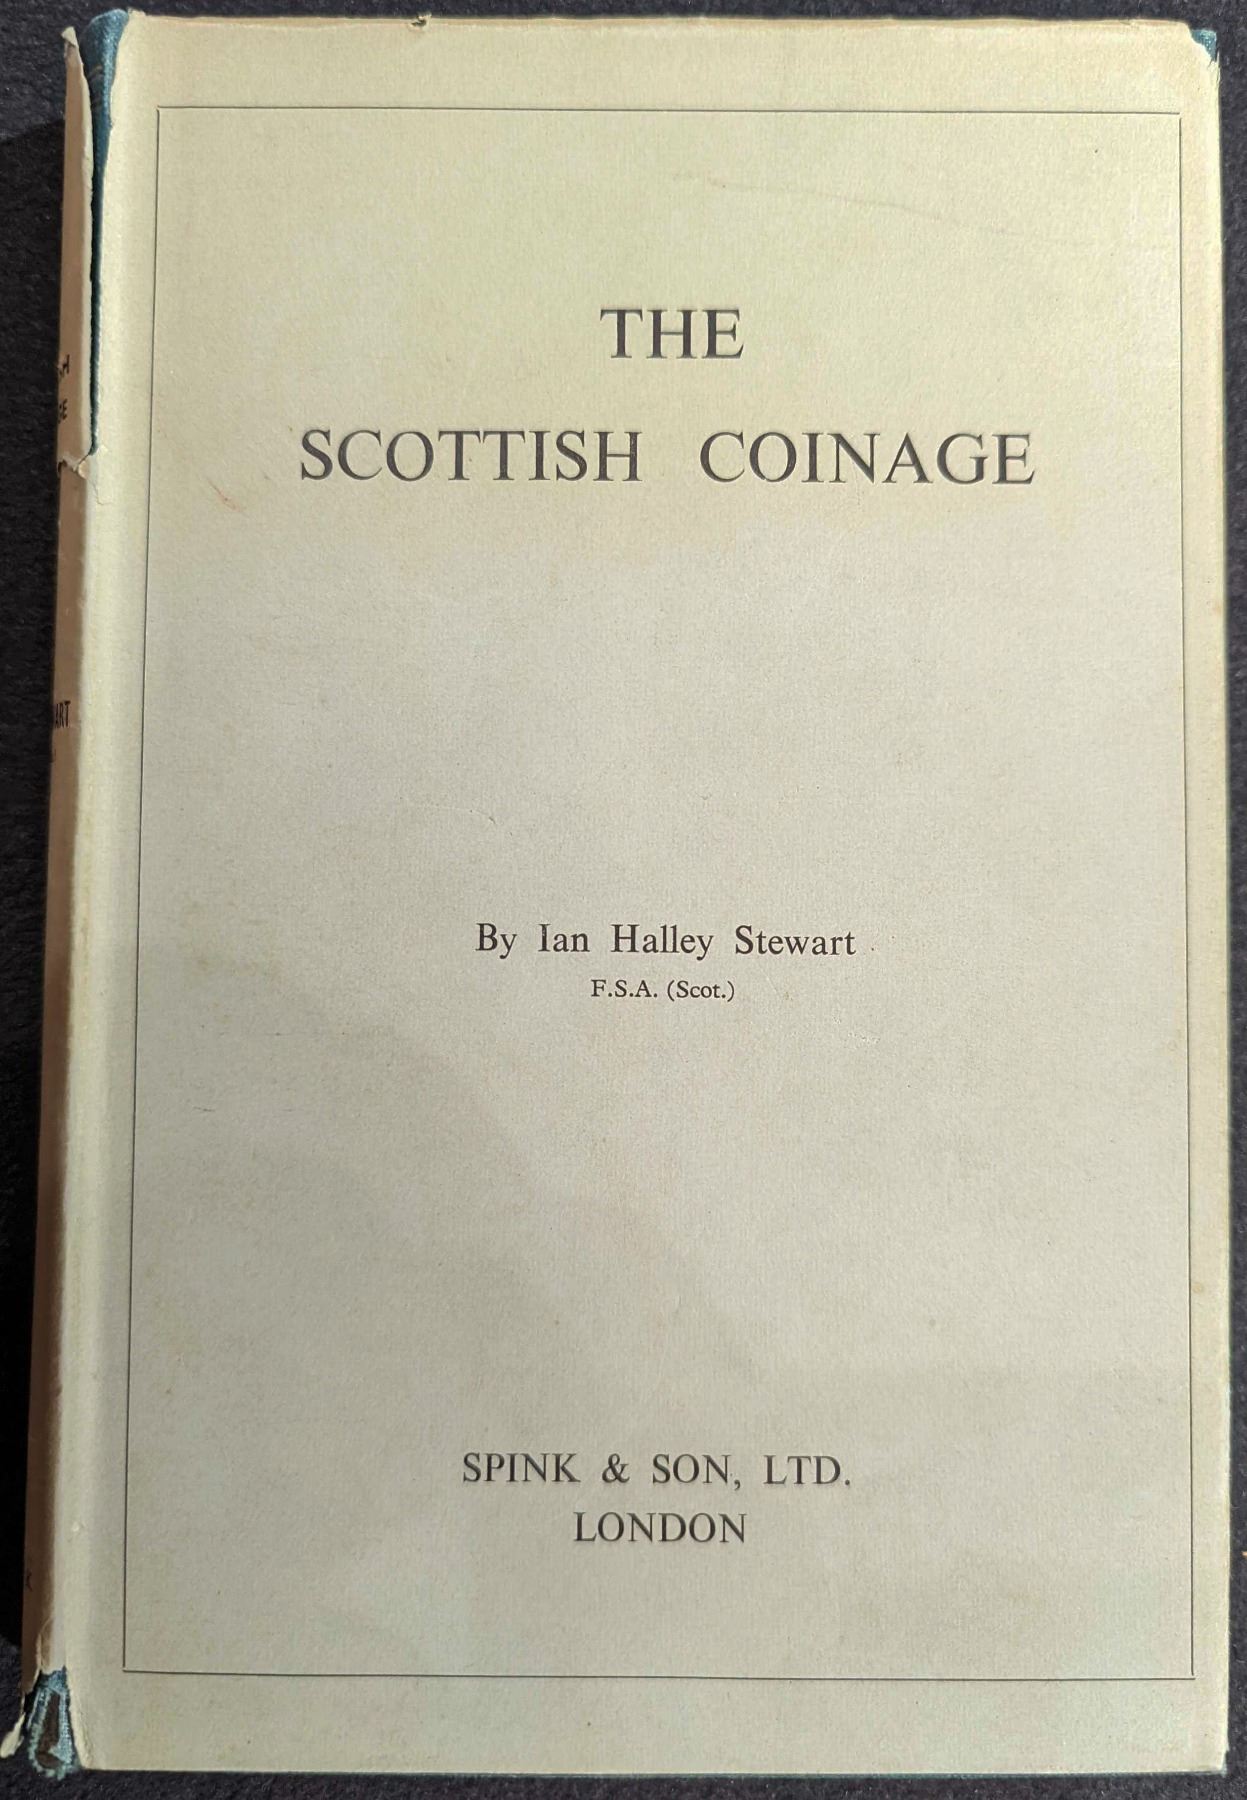 THE
SCOTTISH COINAGE
By Ian Halley Stewart
F.S.A. (Scot.)
SPINK & SON, LTD.
LONDON